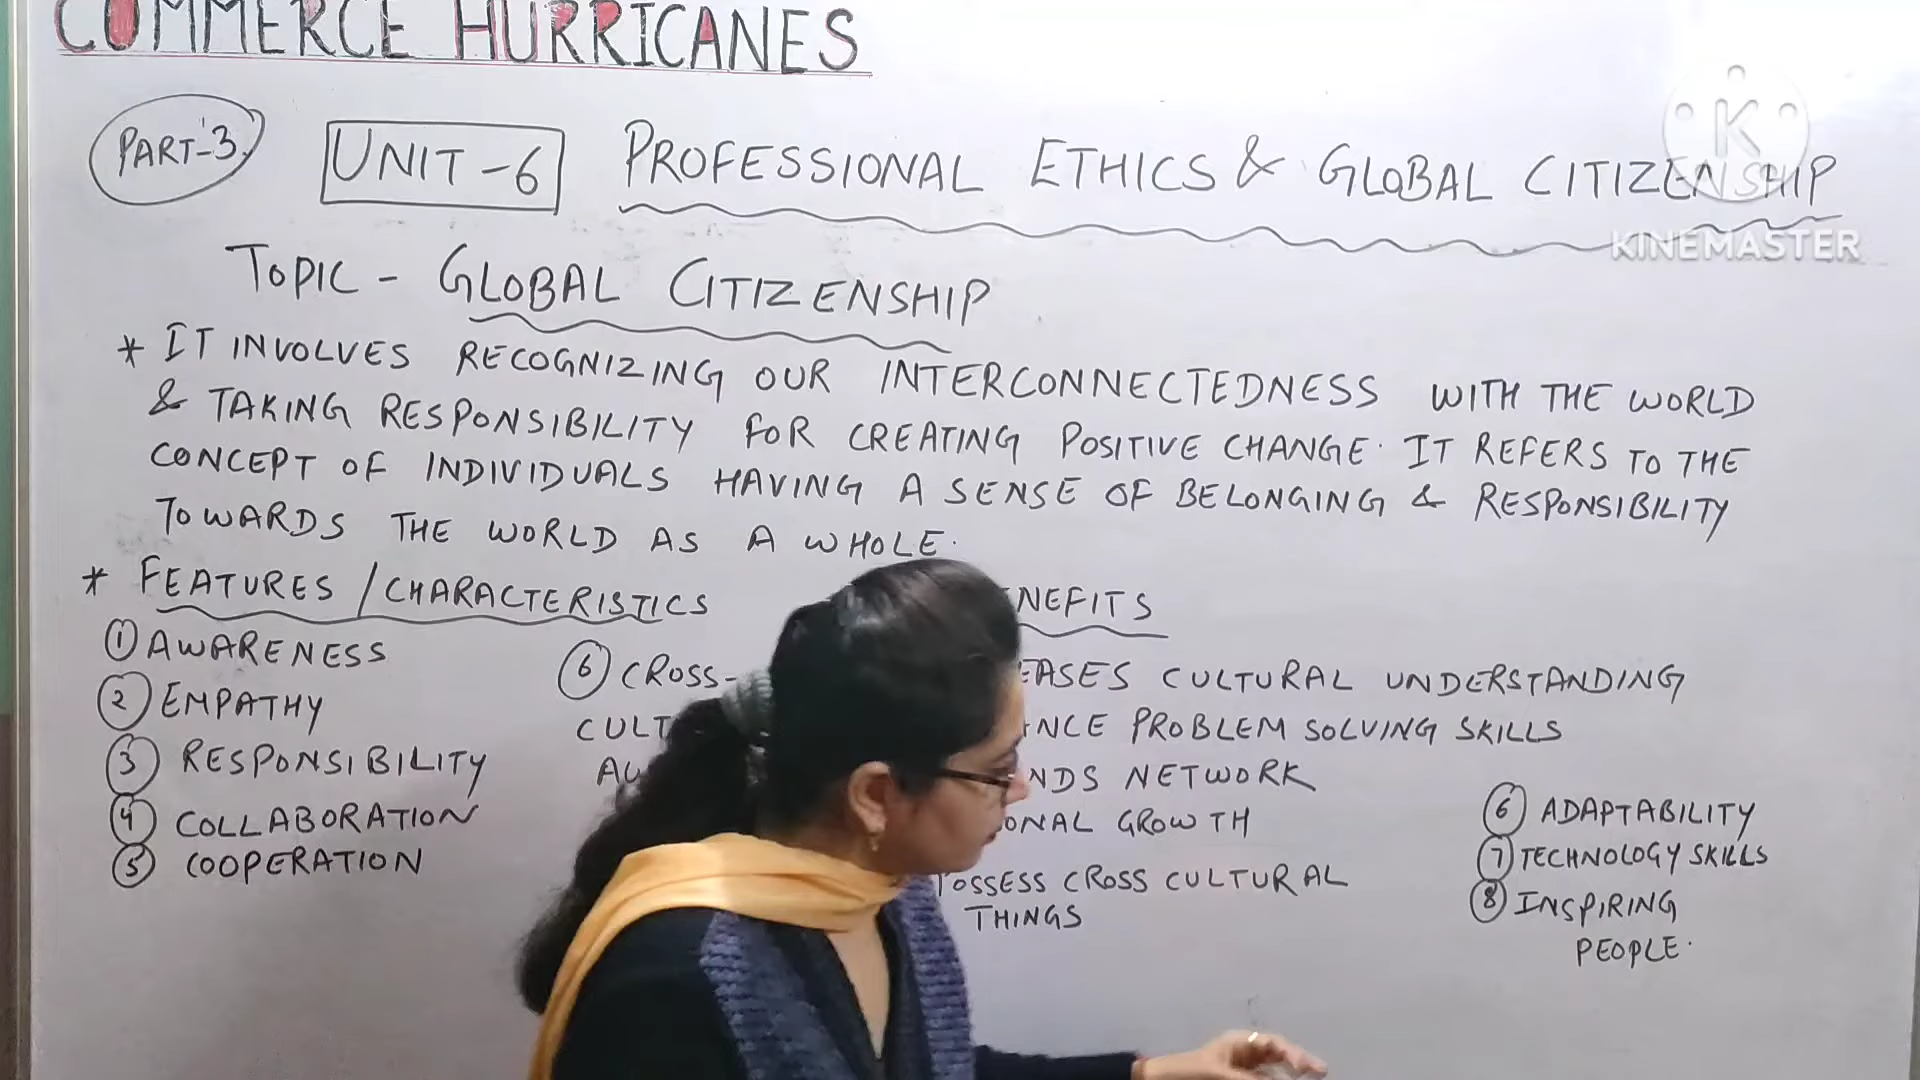 COMMERCE HURRICANES
PART-3.
UNIT-6 PROFESSIONAL ETHICS & GLOBAL CITIZENSHIP
KINEMASTER
TOPIC - GLOBAL CITIZENSHIP
* IT INVOLVES RECOGNIZING OUR INTERCONNECTEDNESS WITH THE WORLD
& TAKING RESPONSIBILITY FOR CREATING POSITIVE CHANGE. IT REFERS TO THE
CONCEPT OF INDIVIDUALS HAVING A SENSE OF BELONGING & RESPONSIBILITY
TOWARDS THE WORLD AS A WHOLE.
* FEATURES / CHARACTERISTICS
① AWARENESS
② EMPATHY
③ RESPONSIBILITY
④ COLLABORATION
⑤ COOPERATION
⑥ CROSS-
NEFITS
EASES CULTURAL UNDERSTANDING
NCE PROBLEM SOLVING SKILLS
NDS NETWORK
ONAL GROWTH
POSSESS CROSS CULTURAL
THINGS
⑥ ADAPTABILITY
⑦ TECHNOLOGY SKILLS
⑧ INSPIRING
PEOPLE.